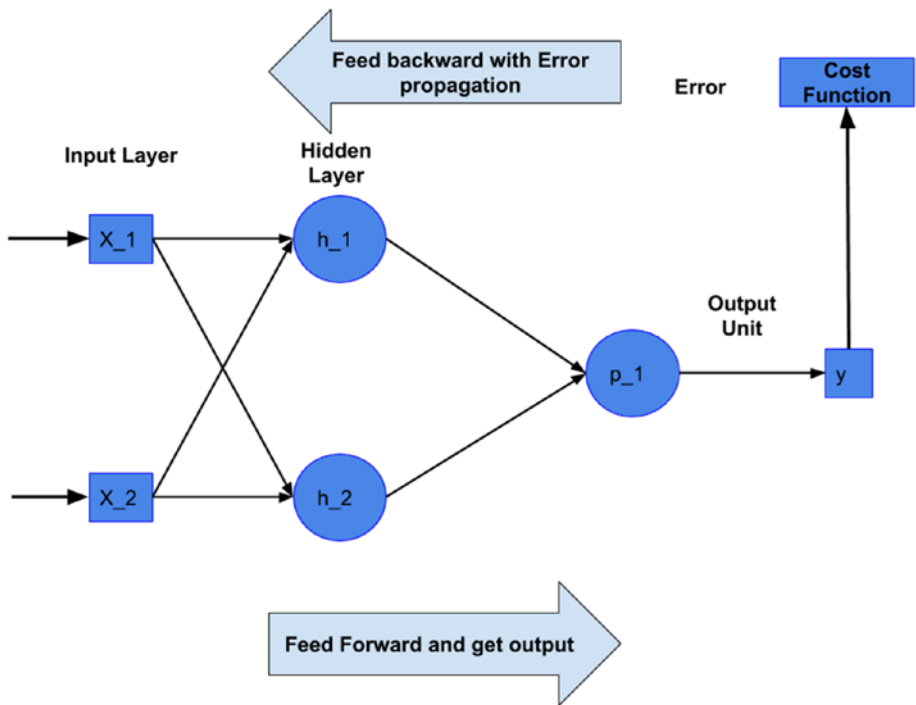 Feed backward with Error
propagation
Error
Cost
Function
Input Layer
Hidden
Layer
X_1
h_1
Output
Unit
p_1
y
X_2
h_2
Feed Forward and get output